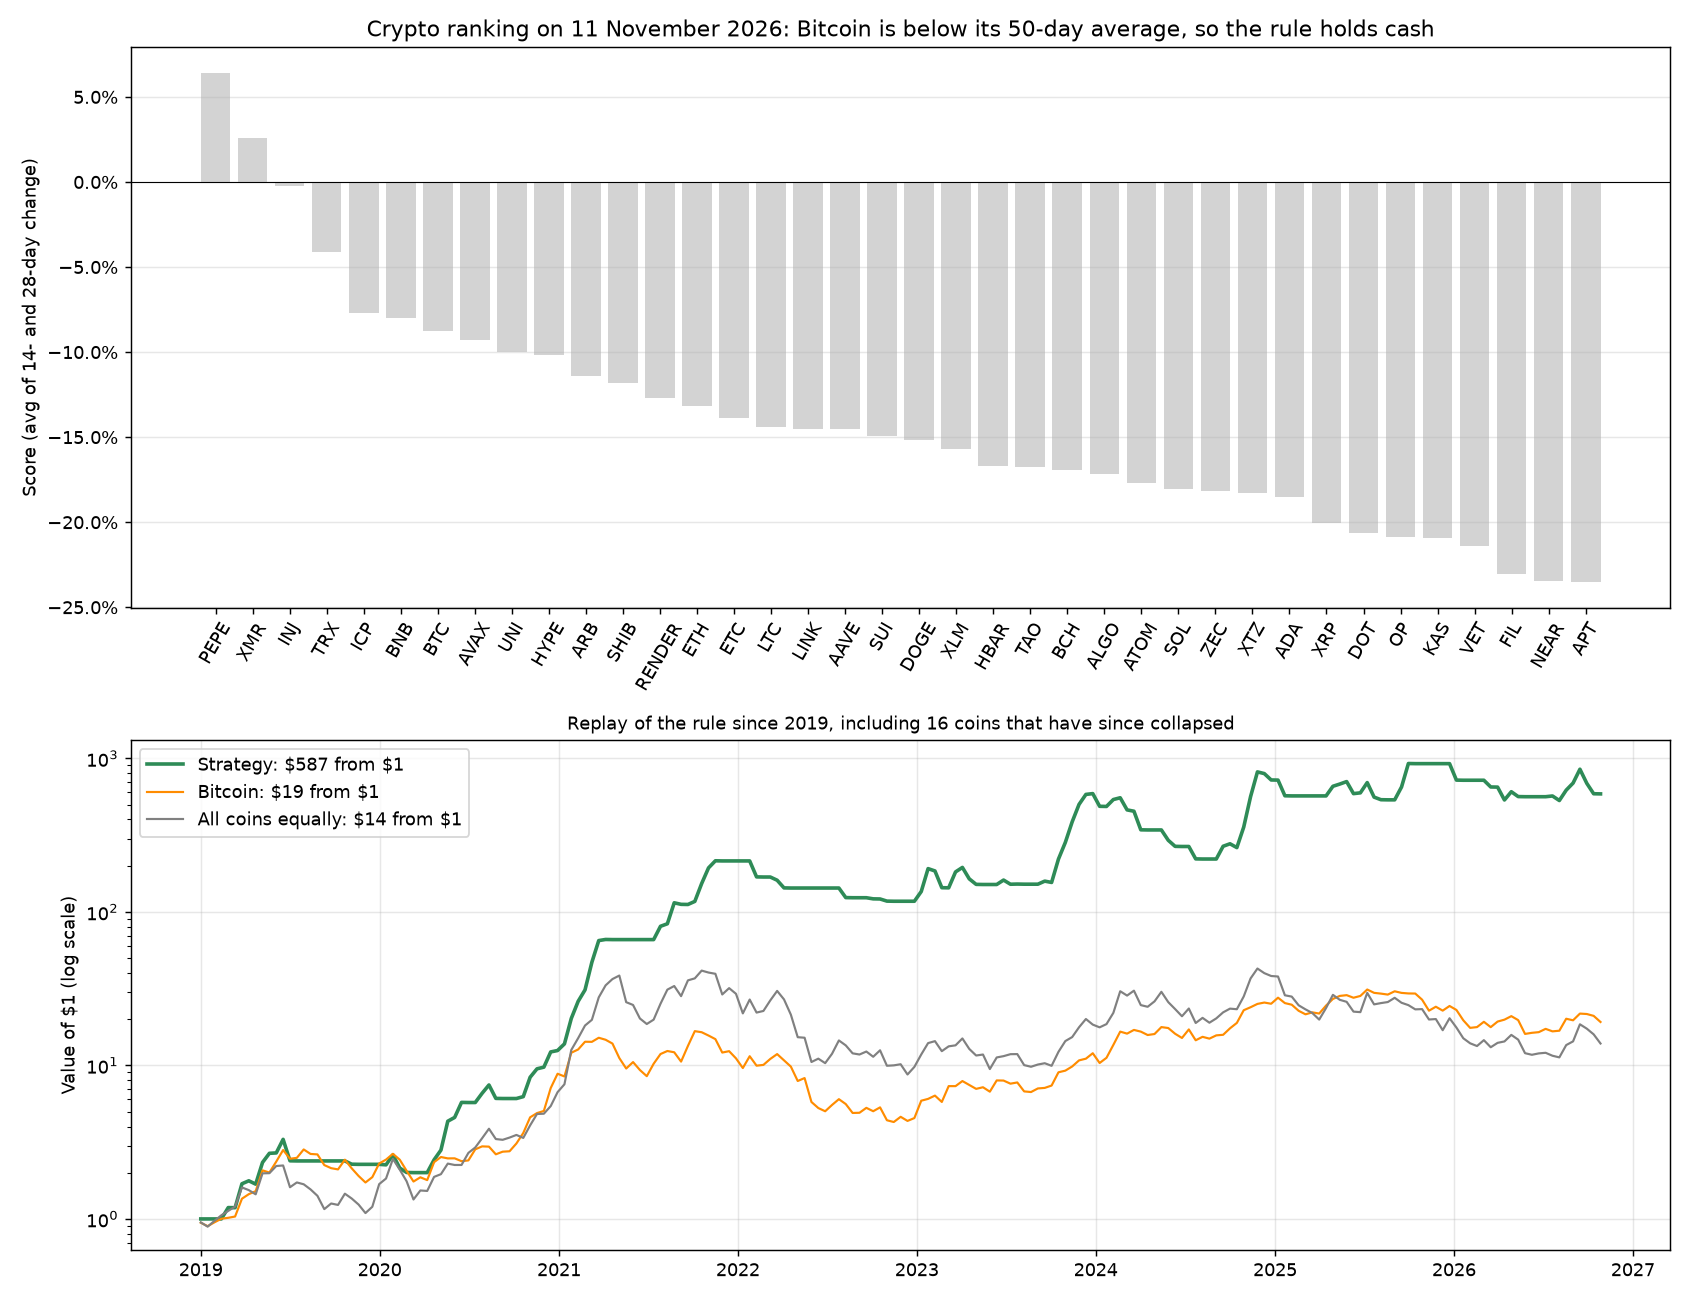 Crypto ranking on 11 November 2026: Bitcoin is below its 50-day average, so the rule holds cash
Score (avg of 14- and 28-day change)
5.0%
0.0%
−5.0%
−10.0%
−15.0%
−20.0%
−25.0%
PEPE
XMR
INJ
TRX
ICP
BNB
BTC
AVAX
UNI
HYPE
ARB
SHIB
RENDER
ETH
ETC
LTC
LINK
AAVE
SUI
DOGE
XLM
HBAR
TAO
BCH
ALGO
ATOM
SOL
ZEC
XTZ
ADA
XRP
DOT
OP
KAS
VET
FIL
NEAR
APT
Replay of the rule since 2019, including 16 coins that have since collapsed
Value of $1 (log scale)
10³
10²
10¹
10⁰
Strategy: $587 from $1
Bitcoin: $19 from $1
All coins equally: $14 from $1
2019
2020
2021
2022
2023
2024
2025
2026
2027